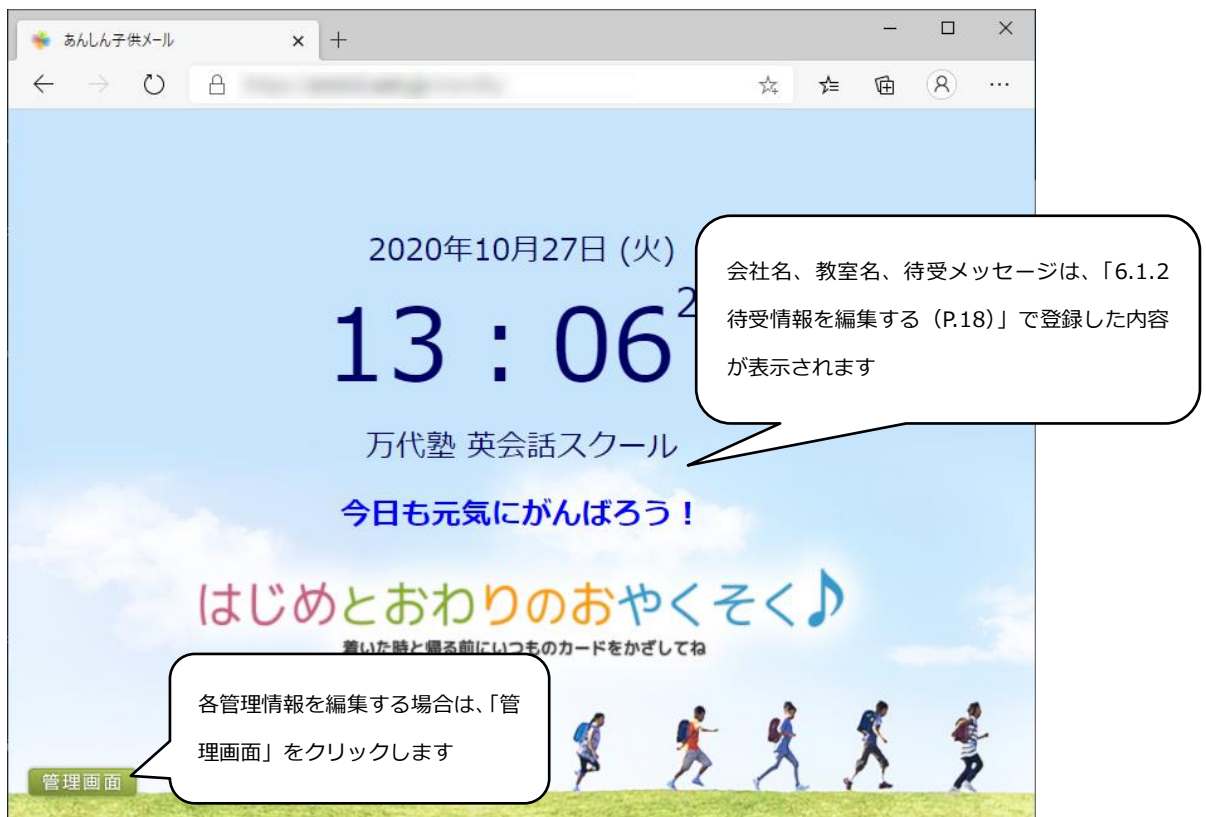 あんしん子供メール
2020年10月27日 (火)
13：06
2
会社名、教室名、待受メッセージは、「6.1.2
待受情報を編集する（P.18）」で登録した内容
が表示されます
万代塾 英会話スクール
今日も元気にがんばろう！
はじめとおわりのおやくそく♪
着いた時と帰る前にいつものカードをかざしてね
各管理情報を編集する場合は、「管
理画面」をクリックします
管理画面